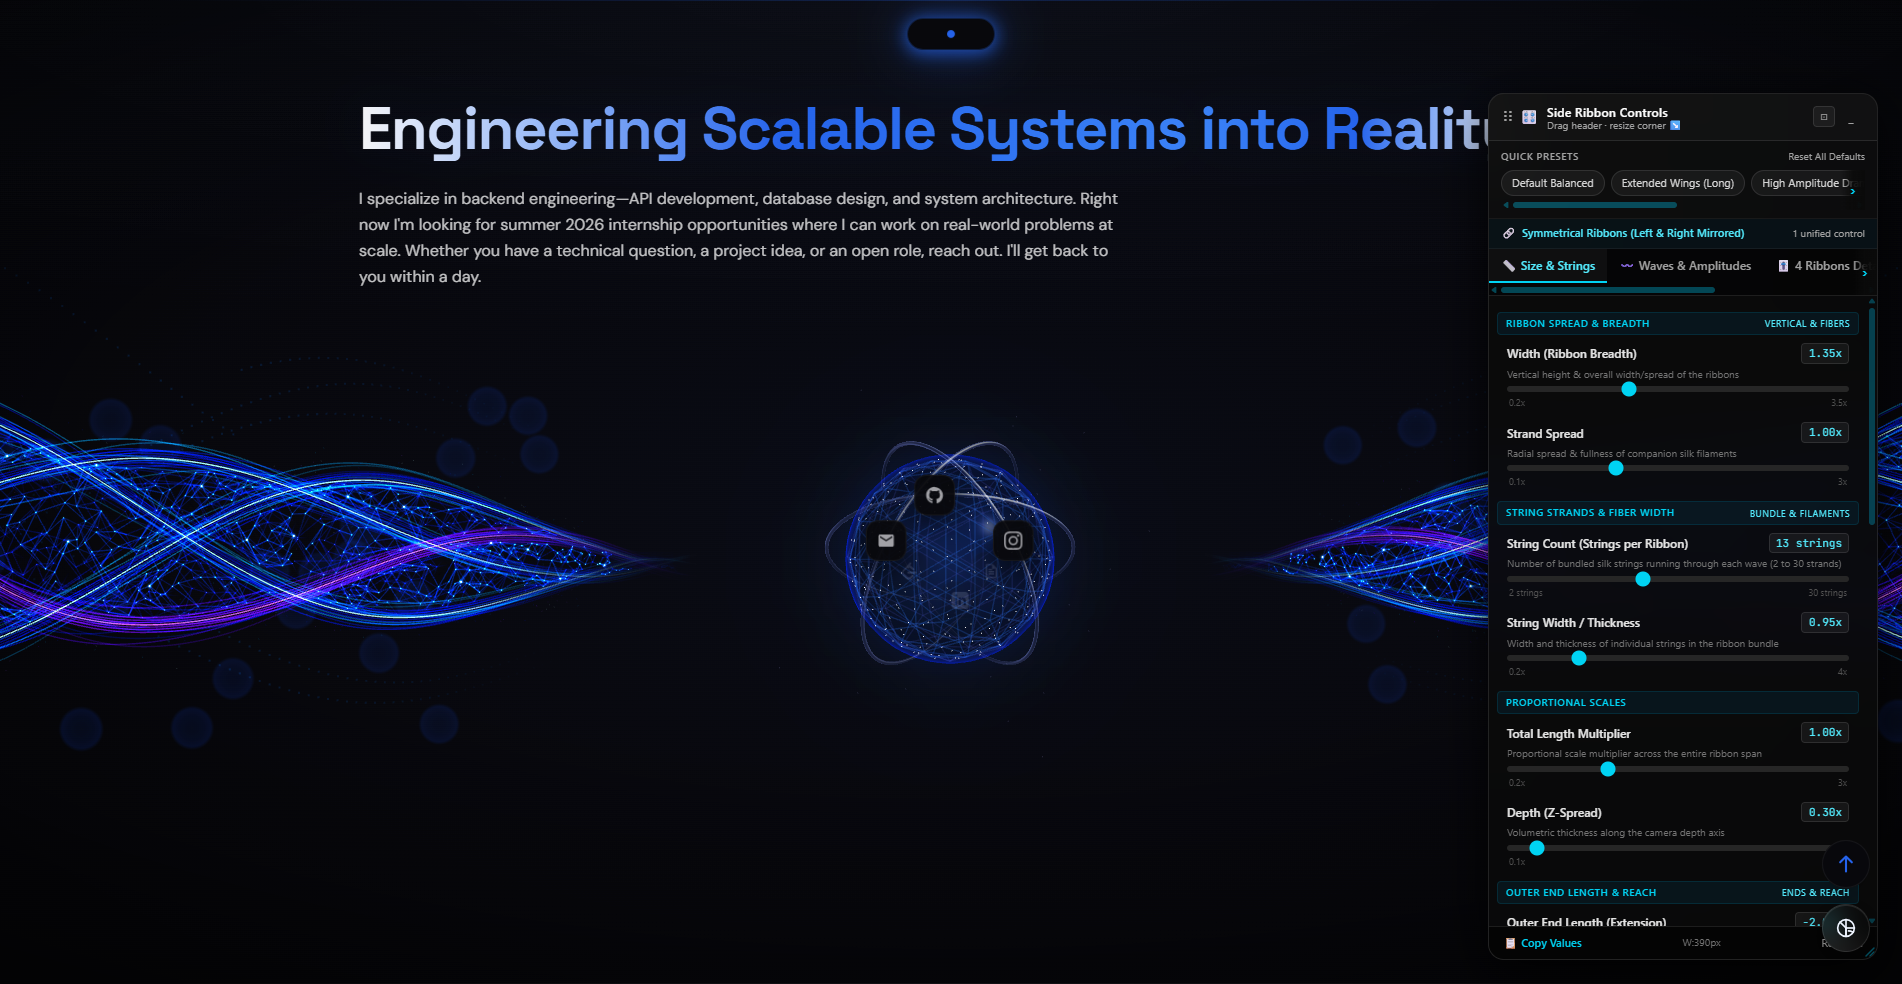 Engineering Scalable Systems into Realit
I specialize in backend engineering—API development, database design, and system architecture. Right
now I'm looking for summer 2026 internship opportunities where I can work on real-world problems at
scale. Whether you have a technical question, a project idea, or an open role, reach out. I'll get back to
you within a day.
Side Ribbon Controls
Drag header · resize corner
QUICK PRESETS
Reset All Defaults
Default Balanced
Extended Wings (Long)
High Amplitude
Symmetrical Ribbons (Left & Right Mirrored)
1 unified control
Size & Strings
Waves & Amplitudes
4 Ribbons
RIBBON SPREAD & BREADTH
VERTICAL & FIBERS
Width (Ribbon Breadth)
1.35x
Vertical height & overall width/spread of the ribbons
0.2x
3.5x
Strand Spread
1.00x
Radial spread & fullness of companion silk filaments
0.1x
3x
STRING STRANDS & FIBER WIDTH
BUNDLE & FILAMENTS
String Count (Strings per Ribbon)
13 strings
Number of bundled silk strings running through each wave (2 to 30 strands)
2 strings
30 strings
String Width / Thickness
0.95x
Width and thickness of individual strings in the ribbon bundle
0.2x
4x
PROPORTIONAL SCALES
Total Length Multiplier
1.00x
Proportional scale multiplier across the entire ribbon span
0.2x
3x
Depth (Z-Spread)
0.30x
Volumetric thickness along the camera depth axis
0.1x
OUTER END LENGTH & REACH
ENDS & REACH
Outer End Length (Extension)
-2.
Copy Values
W:390px